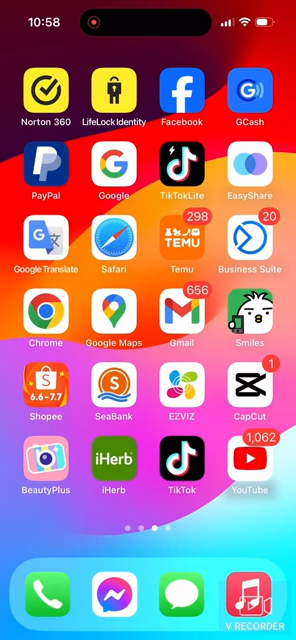 10:58
Norton 360
LifeLock Identity
Facebook
GCash
PayPal
Google
TikTokLite
EasyShare
298
20
TEMU
Google Translate
Safari
Temu
Business Suite
656
Chrome
Google Maps
Gmail
Smiles
6.6-7.7
1
Shopee
SeaBank
EZVIZ
CapCut
iHerb
1,062
BeautyPlus
iHerb
TikTok
YouTube
V RECORDER